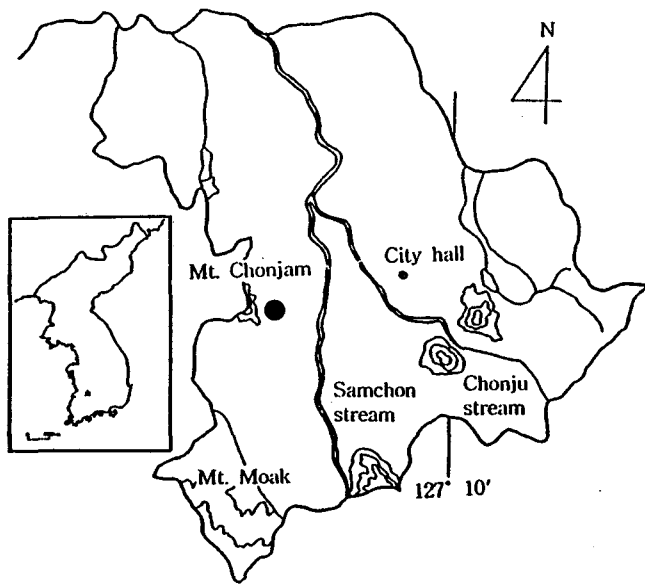 N
City hall
Mt. Chonjam
Samchon
stream
Chonju
stream
Mt. Moak
127° 10'